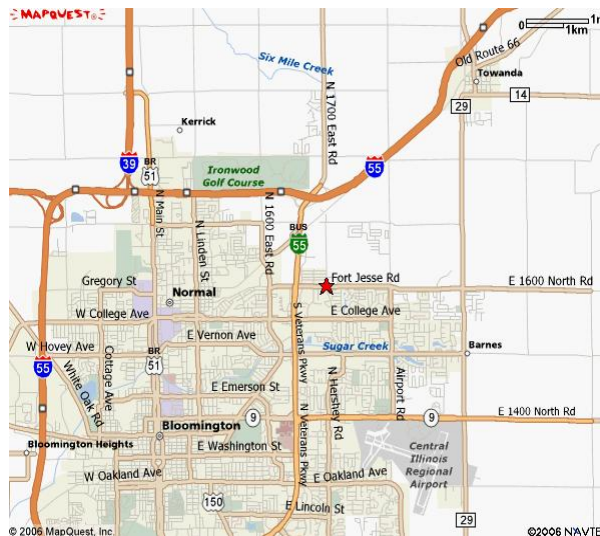 MAPQUEST®
0 1m
1km
Six Mile Creek
Old Route 66
Towanda
29
14
Kerrick
N 1700 East Rd
39
BR
51
Ironwood
Golf Course
55
N Main St
N Linden St
N 1600 East Rd
BUS
55
Fort Jesse Rd
Gregory St
E 1600 North Rd
Normal
W College Ave
E College Ave
S Veterans Pkwy
E Vernon Ave
W Hovey Ave
Sugar Creek
Barnes
BR
51
55
Cottage Ave
White Oak Rd
N Hershey Rd
Airport Rd
E Emerson St
9
N Veterans Pkwy
9
E 1400 North Rd
Bloomington
Bloomington Heights
E Washington St
Central
Illinois
Regional
Airport
W Oakland Ave
E Oakland Ave
150
E Lincoln St
29
© 2006 MapQuest, Inc.
©2006 NAVTE